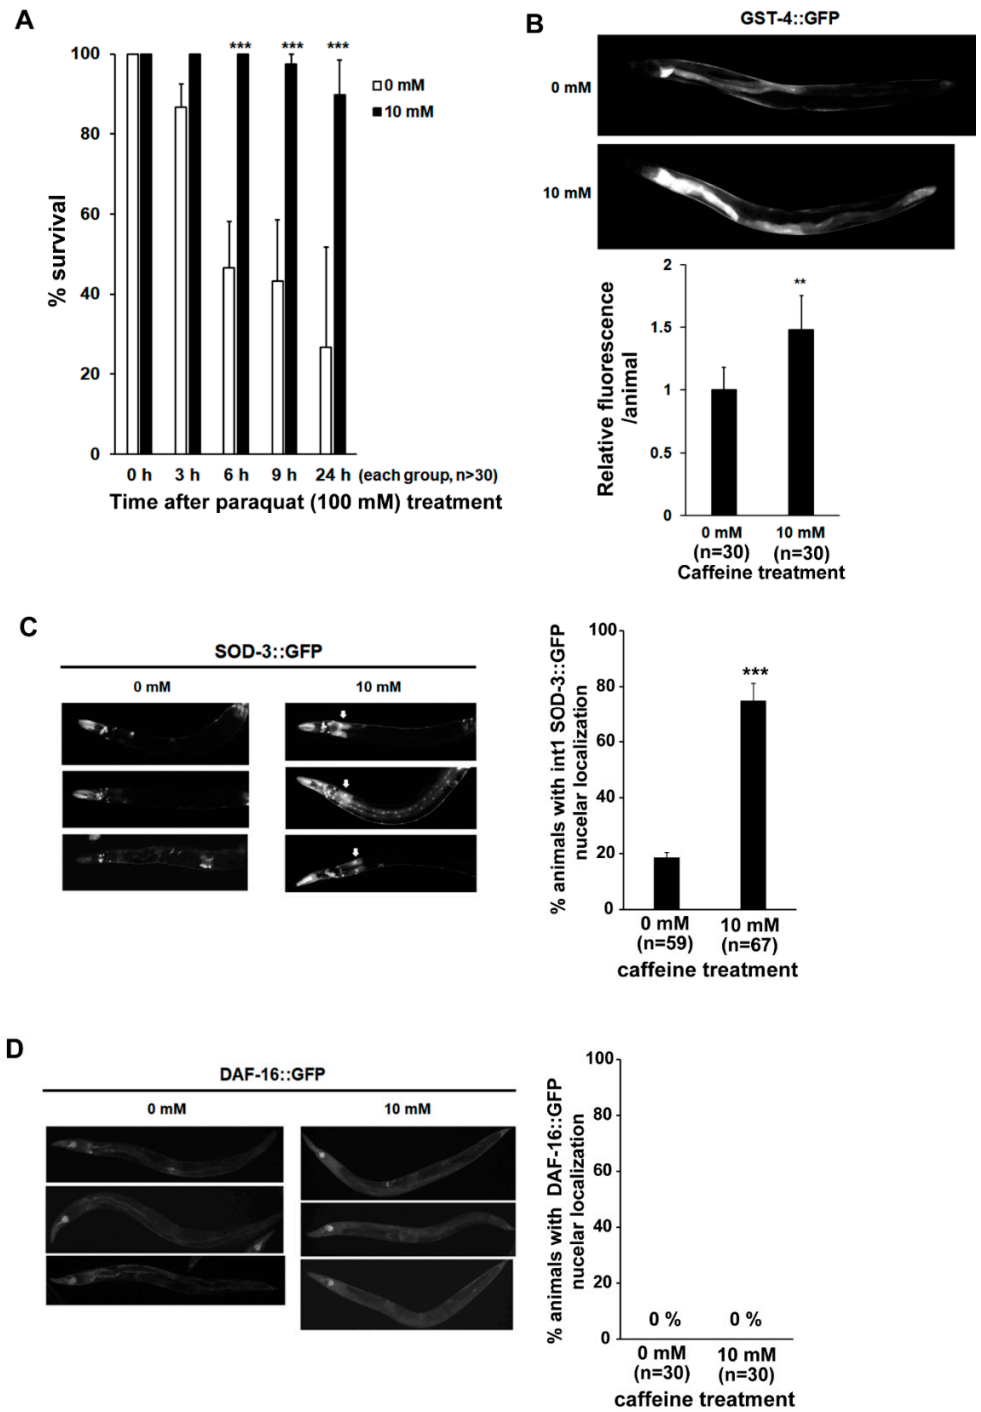 A
***
***
***
100
80
60
40
20
0
% survival
0 mM
10 mM
0 h 3 h 6 h 9 h 24 h (each group, n>30)
Time after paraquat (100 mM) treatment
B
GST-4::GFP
0 mM
10 mM
2
1.5
1
0.5
0
**
Relative fluorescence
/animal
0 mM 10 mM
(n=30) (n=30)
Caffeine treatment
C
SOD-3::GFP
0 mM 10 mM
100
80
60
40
20
0
***
% animals with int1 SOD-3::GFP
nucelar localization
0 mM 10 mM
(n=59) (n=67)
caffeine treatment
D
DAF-16::GFP
0 mM 10 mM
100
80
60
40
20
0
% animals with DAF-16::GFP
nucelar localization
0 % 0 %
0 mM 10 mM
(n=30) (n=30)
caffeine treatment